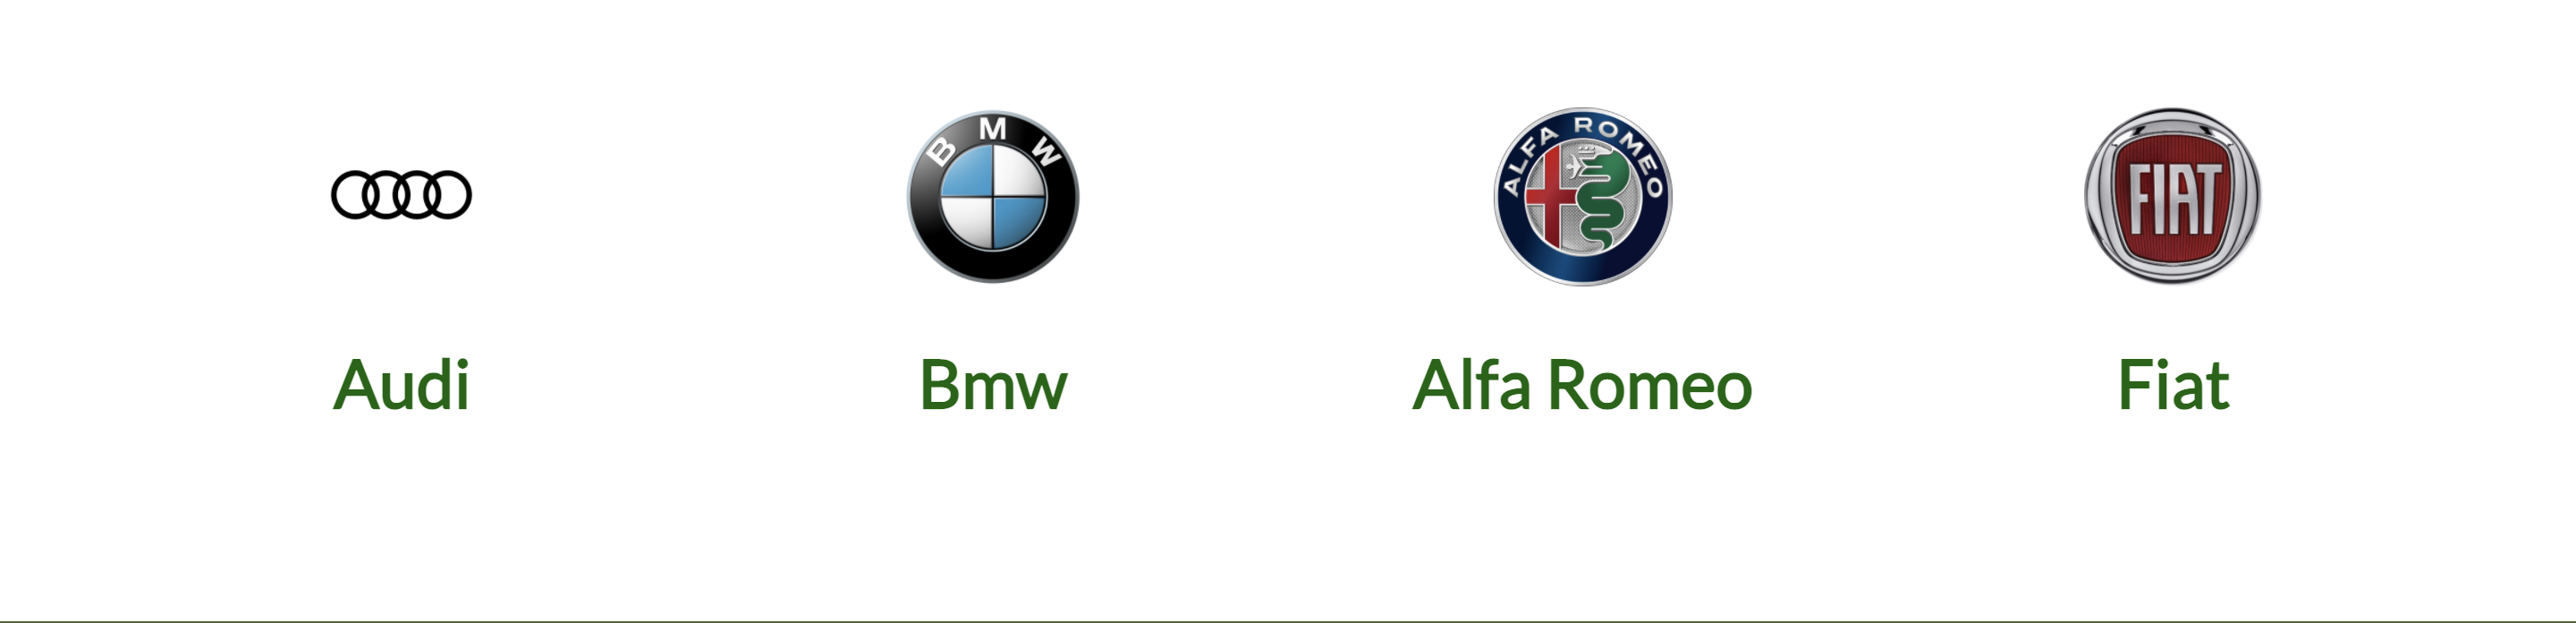 BMW
ALFA ROMEO
FIAT
Audi
Bmw
Alfa Romeo
Fiat